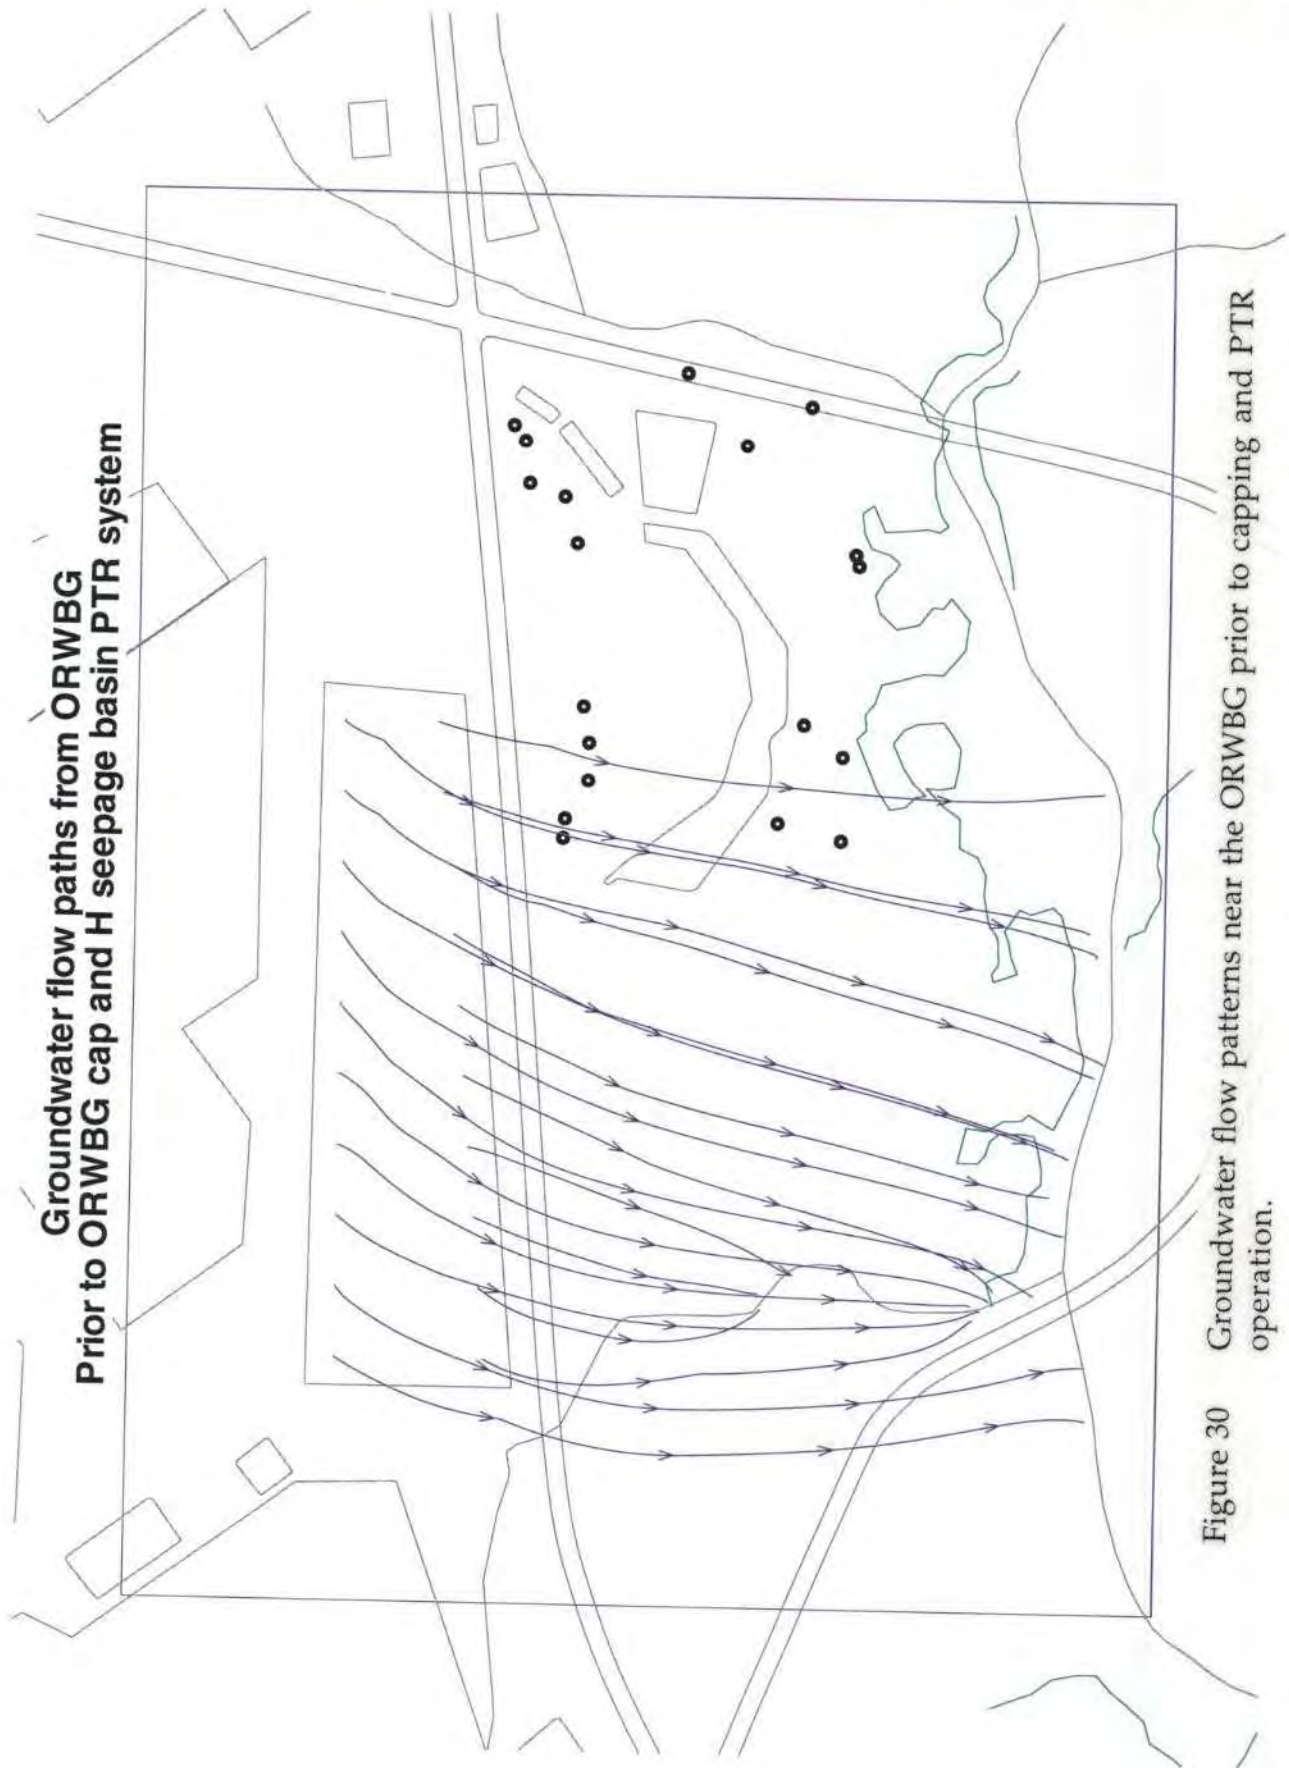 Groundwater flow paths from ORWBG
Prior to ORWBG cap and H seepage basin PTR system
Figure 30 Groundwater flow patterns near the ORWBG prior to capping and PTR
operation.